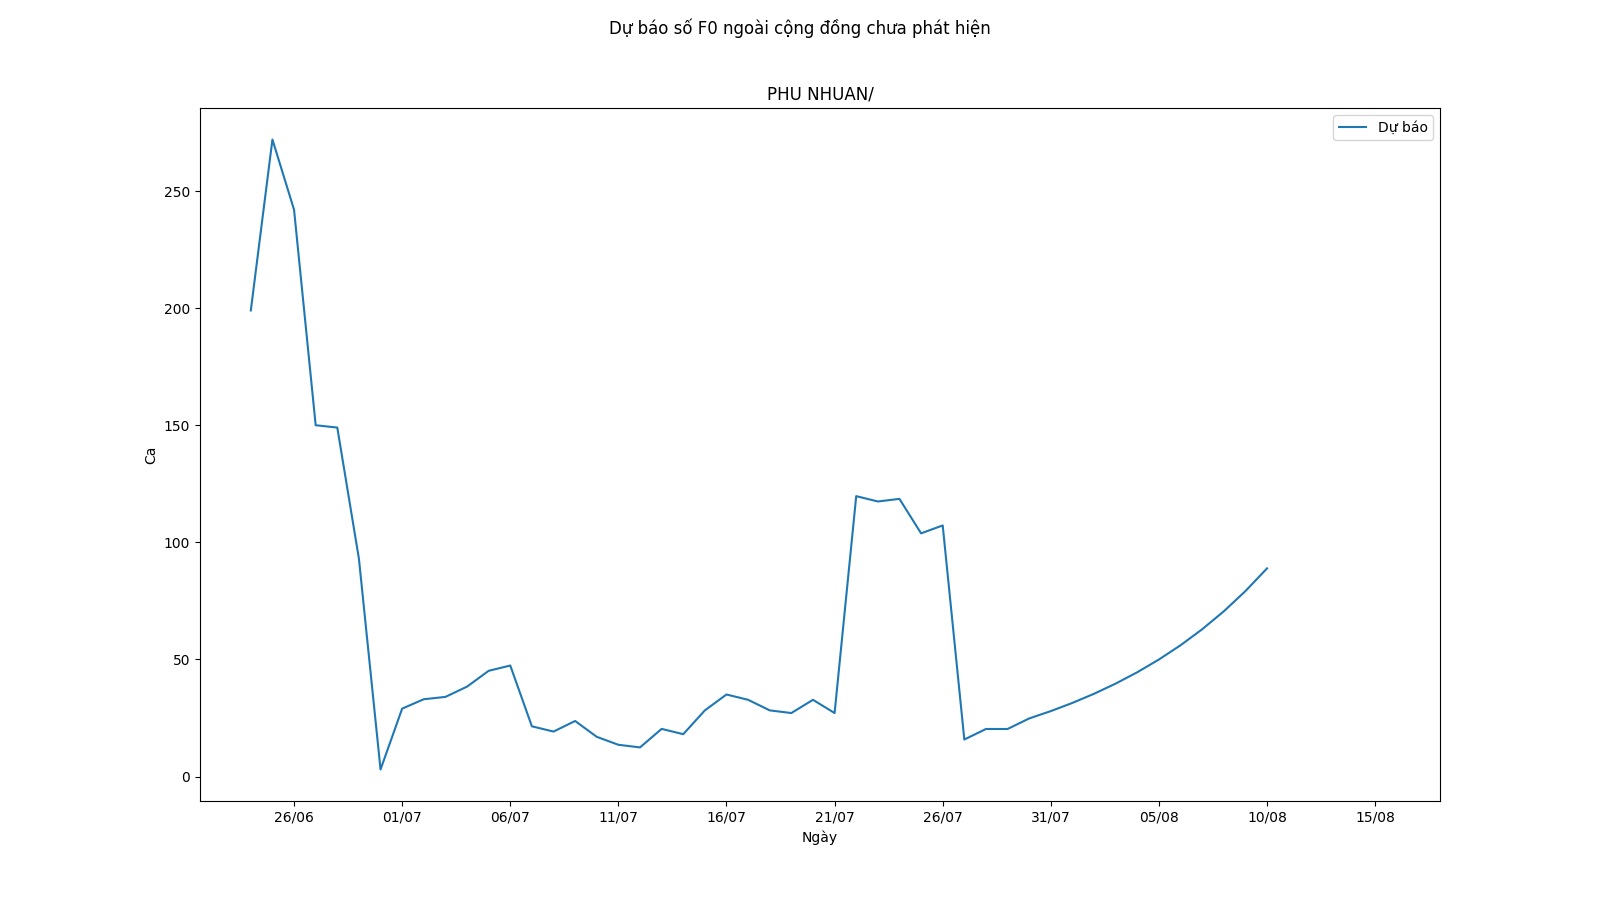 Dự báo số F0 ngoài cộng đồng chưa phát hiện
PHU NHUAN/
Dự báo
250
200
150
100
50
0
Ca
26/06 01/07 06/07 11/07 16/07 21/07 26/07 31/07 05/08 10/08 15/08
Ngày